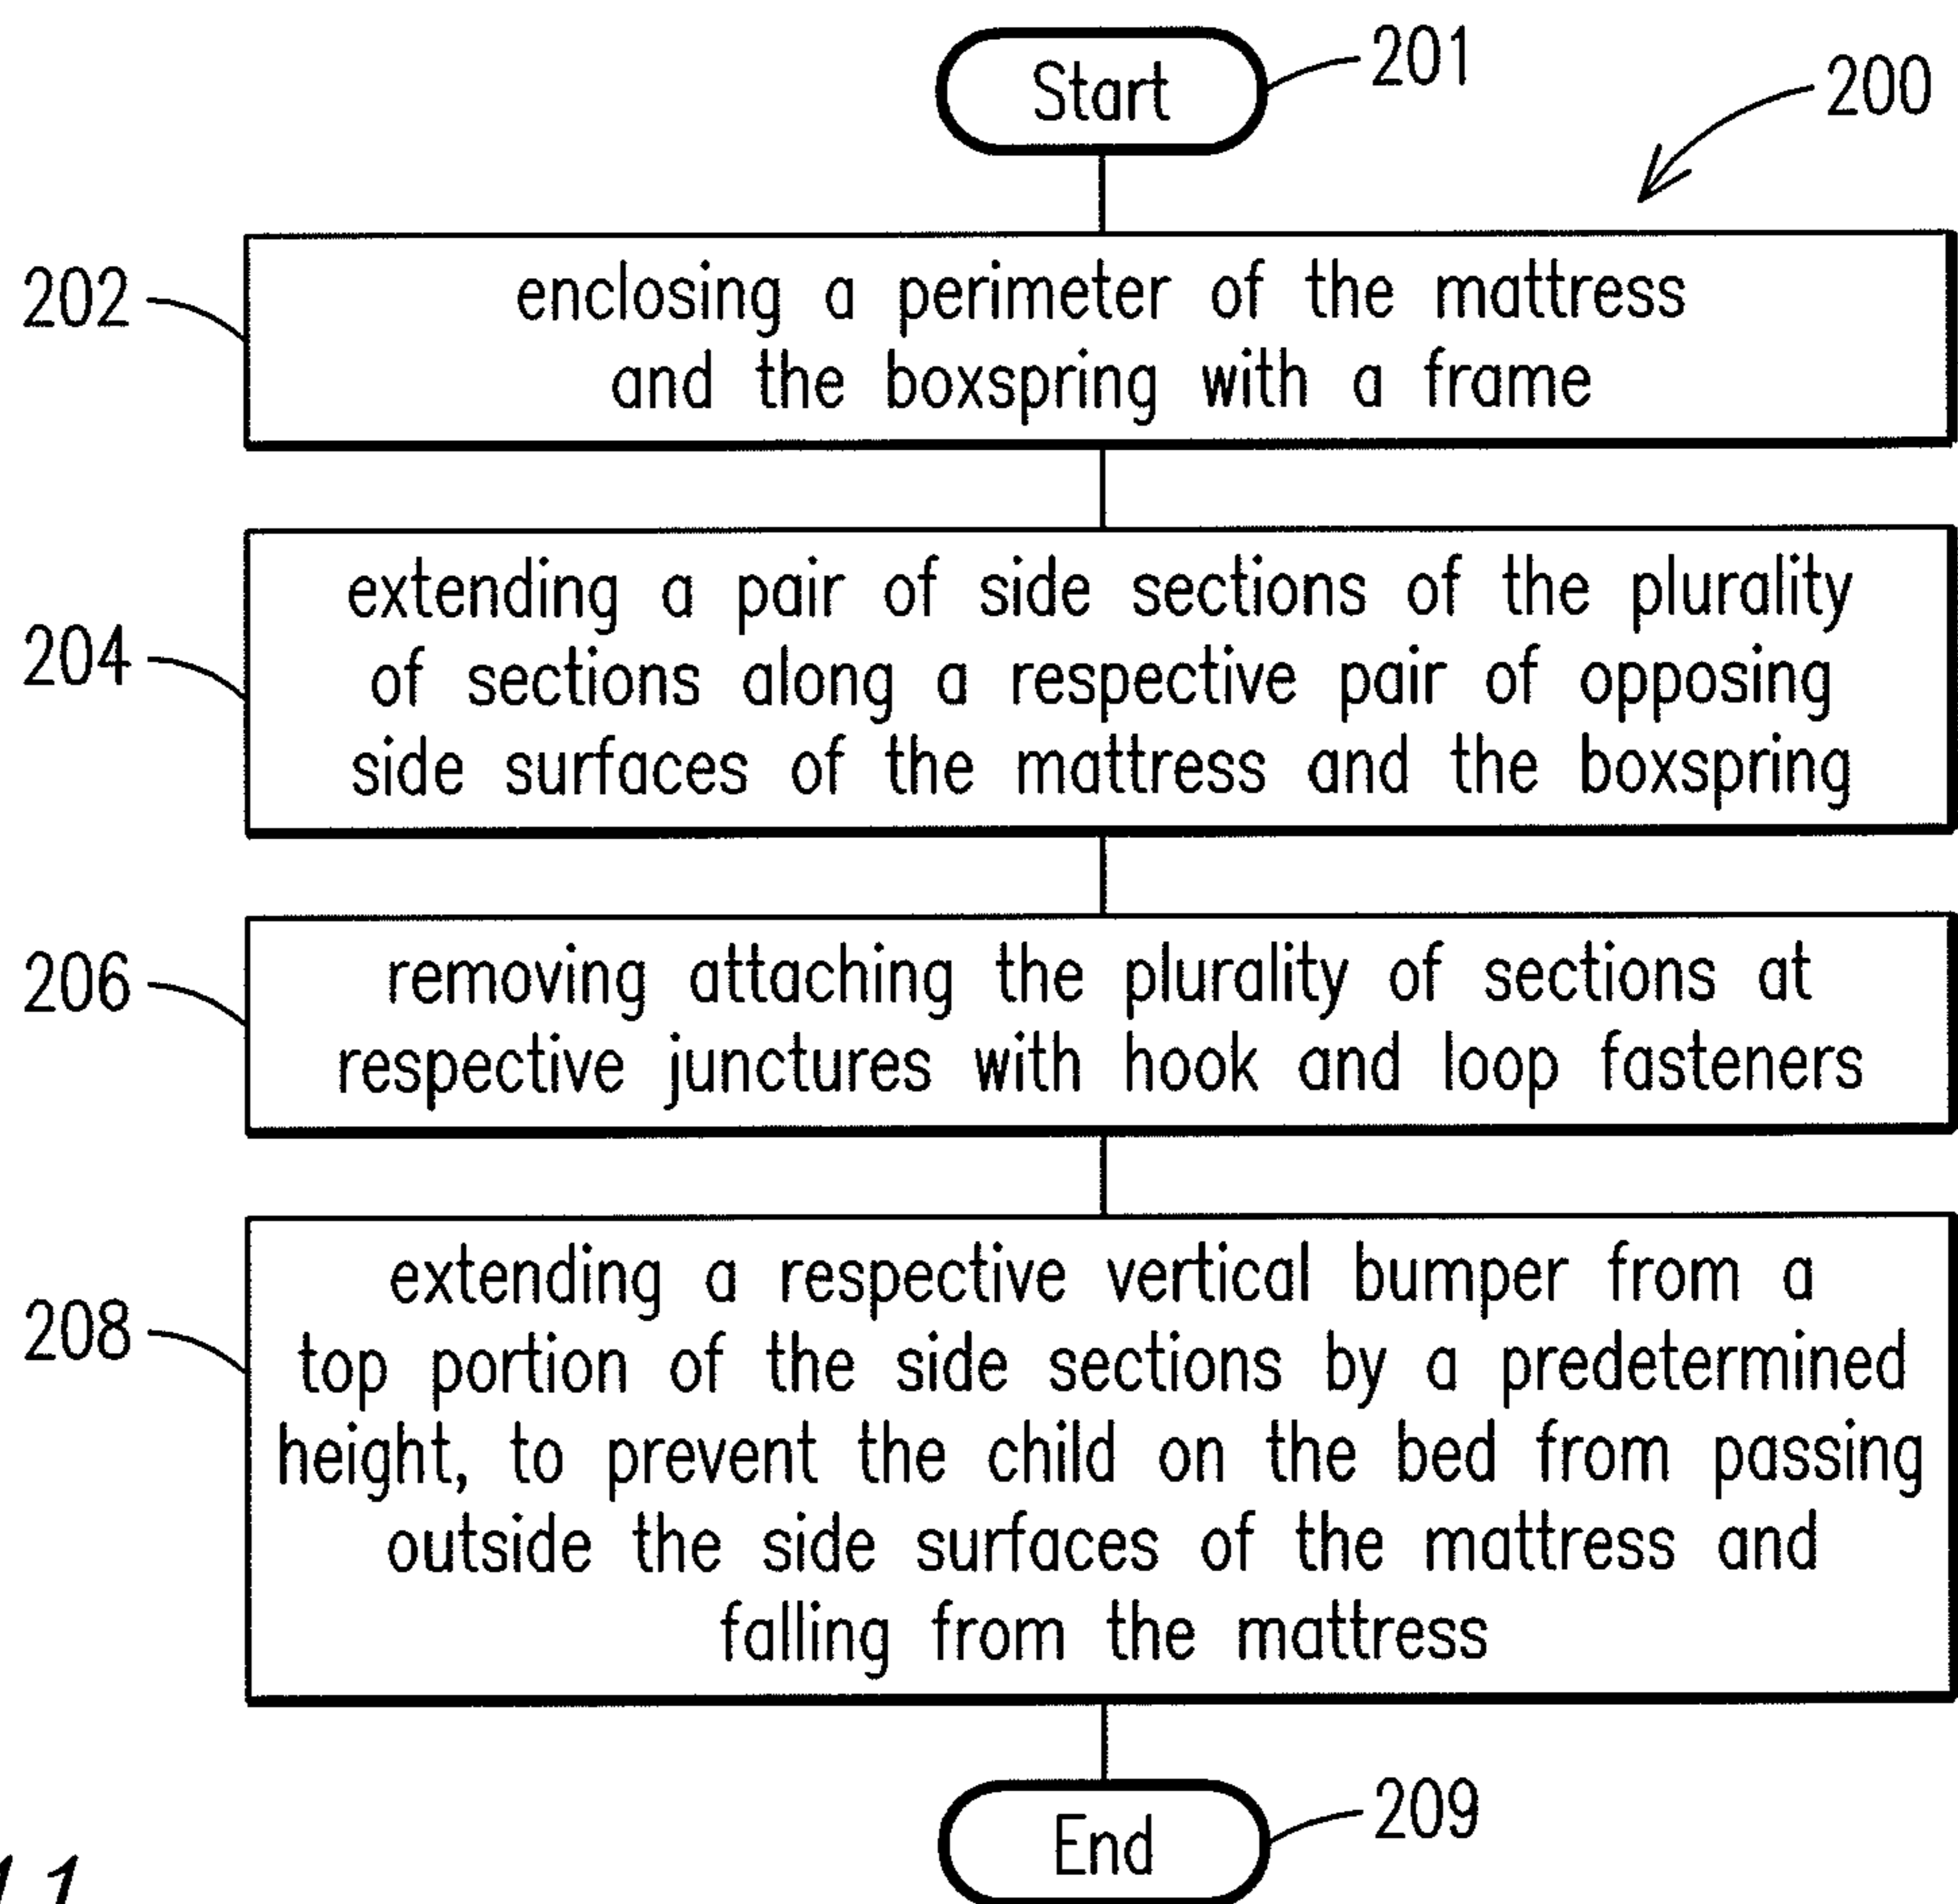 Start
201
200
202
enclosing a perimeter of the mattress
and the boxspring with a frame
204
extending a pair of side sections of the plurality
of sections along a respective pair of opposing
side surfaces of the mattress and the boxspring
206
removing attaching the plurality of sections at
respective junctures with hook and loop fasteners
208
extending a respective vertical bumper from a
top portion of the side sections by a predetermined
height, to prevent the child on the bed from passing
outside the side surfaces of the mattress and
falling from the mattress
End
209